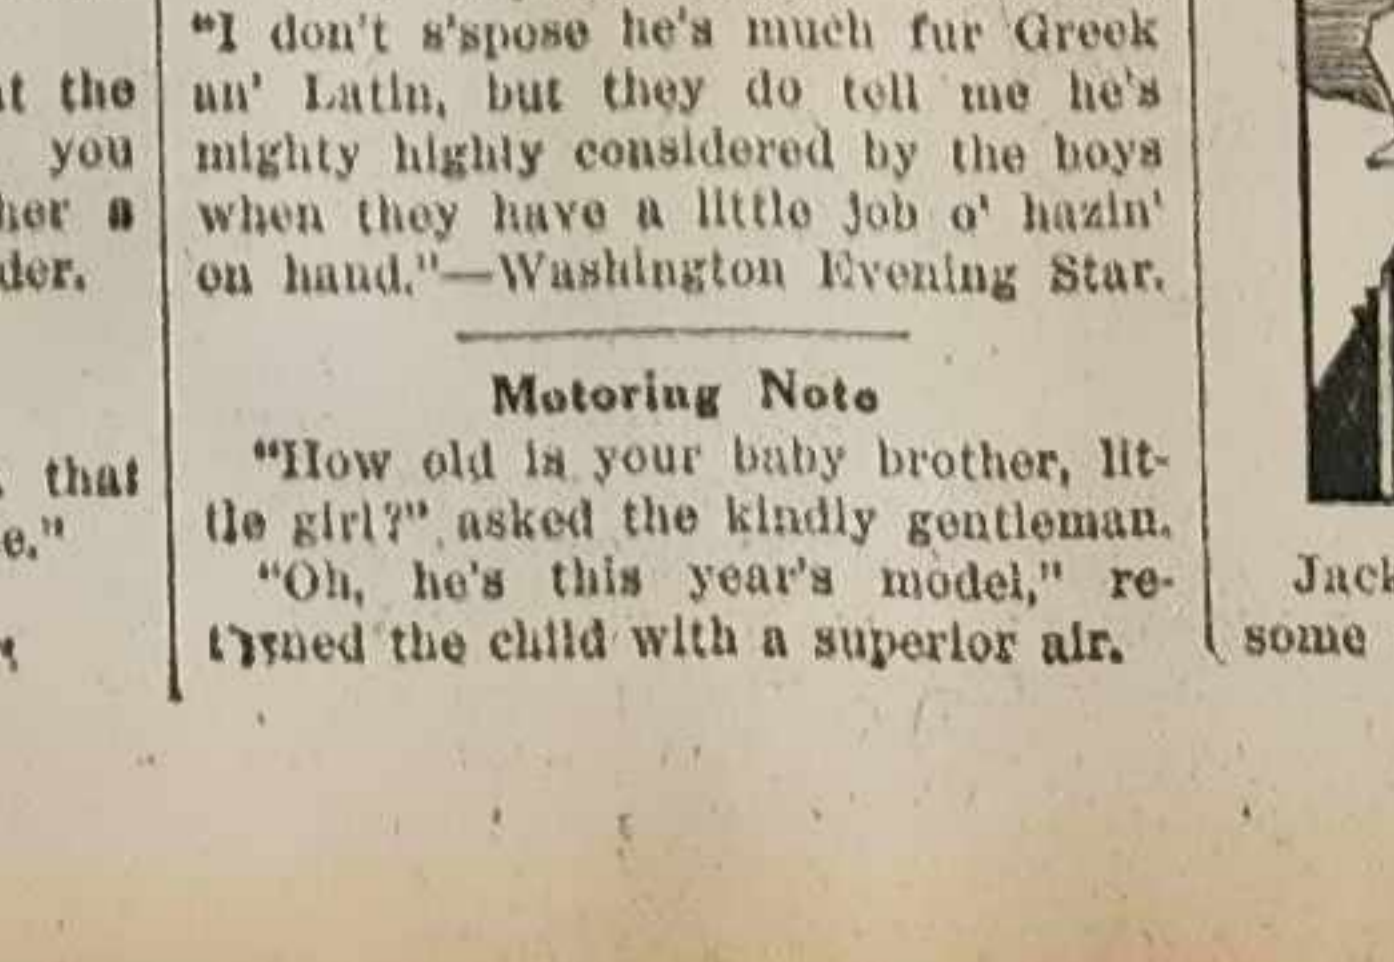 t the
you
her a
der.
that
e."
"I don't s'spose he's much fur Greek
an' Latin, but they do tell me he's
mighty highly considered by the boys
when they have a little job o' hazin'
on hand."—Washington Evening Star.
Motoring Note
"How old is your baby brother, lit-
tle girl?" asked the kindly gentleman.
"Oh, he's this year's model," re-
turned the child with a superior air.
Jack
some